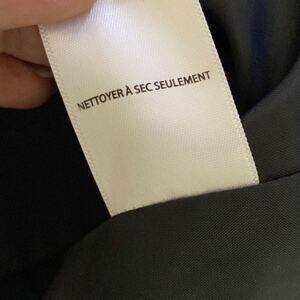 NETTOYER À SEC SEULEMENT